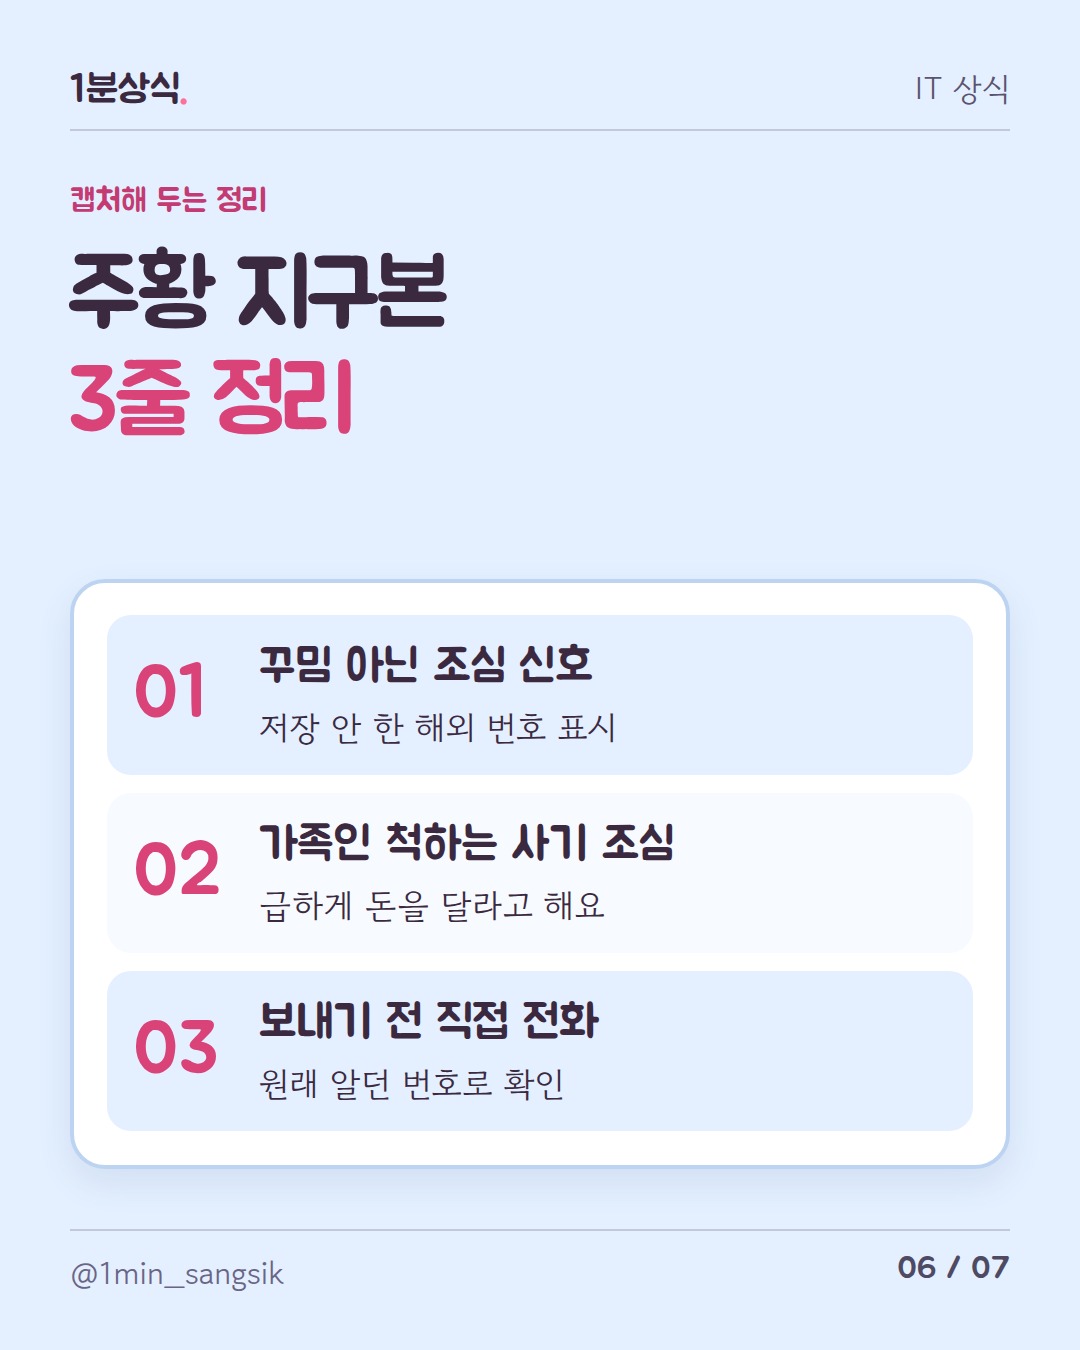 1분상식.
IT 상식
캡처해 두는 정리
주황 지구본
3줄 정리
01
꾸밈 아닌 조심 신호
저장 안 한 해외 번호 표시
02
가족인 척하는 사기 조심
급하게 돈을 달라고 해요
03
보내기 전 직접 전화
원래 알던 번호로 확인
@1min_sangsik
06 / 07